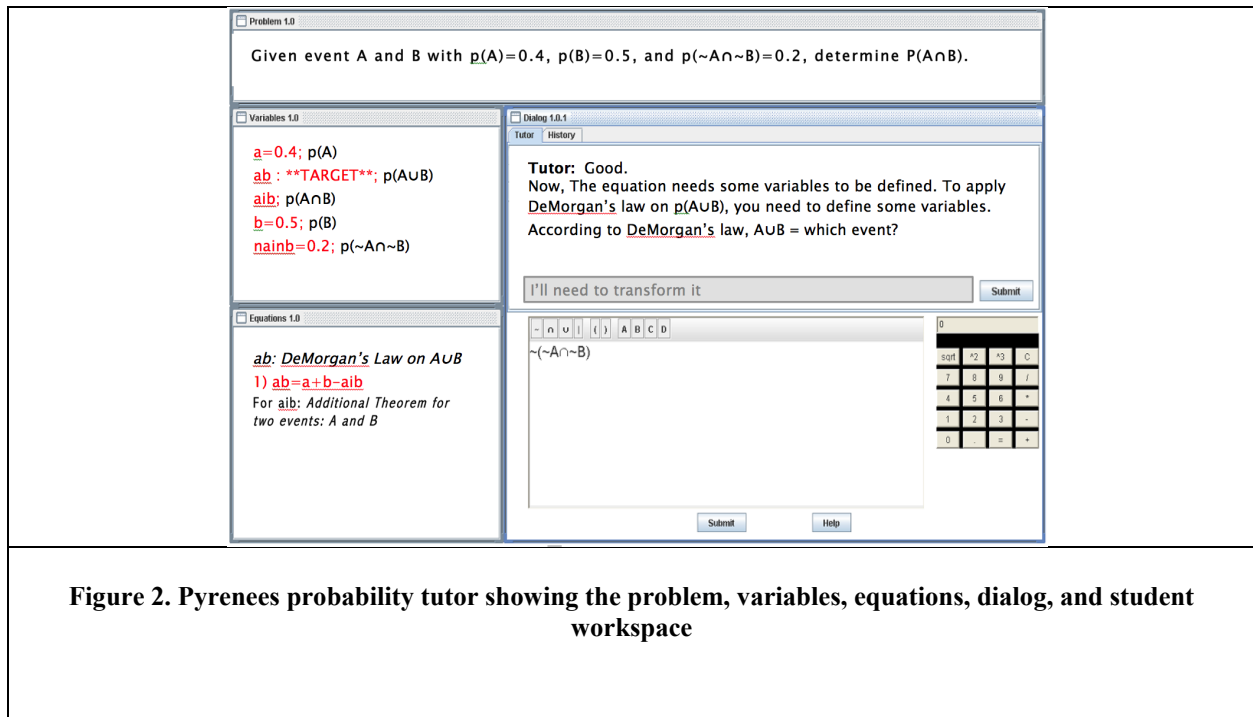 Problem 1.0
Given event A and B with p(A)=0.4, p(B)=0.5, and p(~A∩~B)=0.2, determine P(A∩B).
Variables 1.0
a=0.4; p(A)
ab : **TARGET**; p(A∪B)
aib; p(A∩B)
b=0.5; p(B)
nainb=0.2; p(~A∩~B)
Equations 1.0
ab: DeMorgan's Law on A∪B
1) ab=a+b-aib
For aib: Additional Theorem for
two events: A and B
Dialog 1.0.1
Tutor History
Tutor: Good.
Now, The equation needs some variables to be defined. To apply
DeMorgan's law on p(A∪B), you need to define some variables.
According to DeMorgan's law, A∪B = which event?
I'll need to transform it
Submit
~ ∩ ∪ | ( ) A B C D
~(~A∩~B)
0
sqrt ^2 ^3 C
7 8 9 /
4 5 6 *
1 2 3 -
0 . = +
Submit Help
Figure 2. Pyrenees probability tutor showing the problem, variables, equations, dialog, and student
workspace